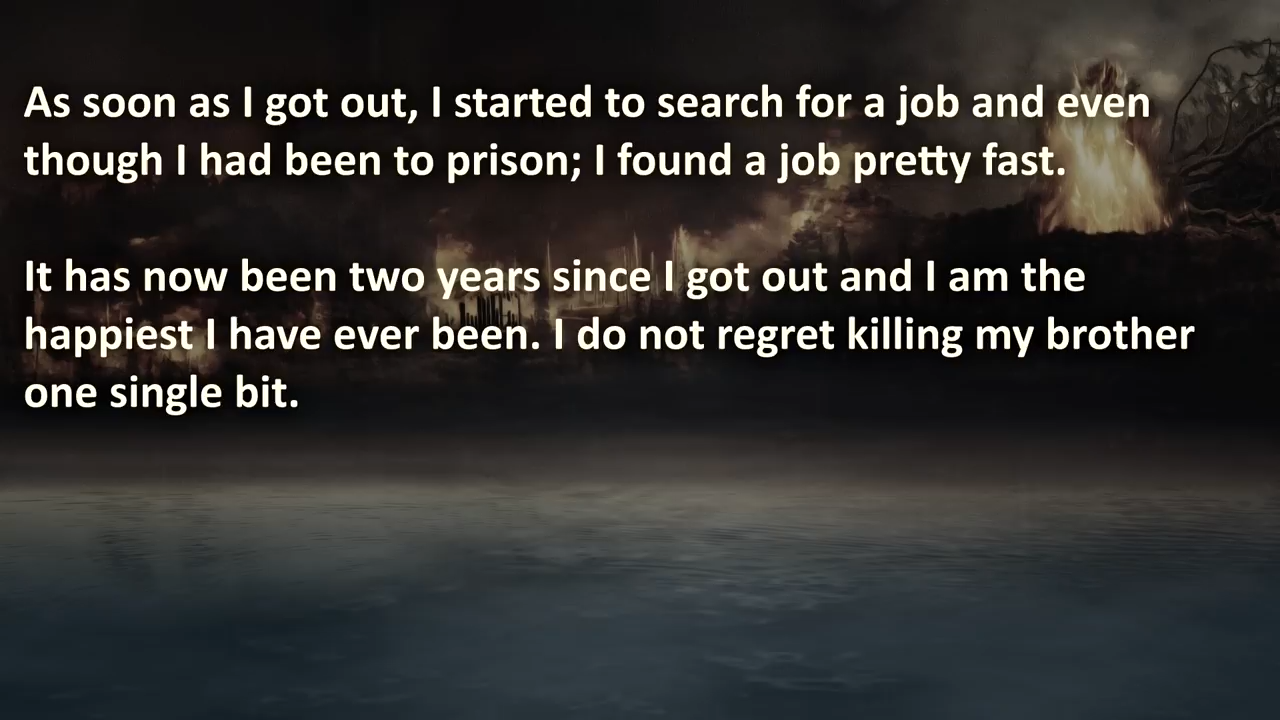 As soon as I got out, I started to search for a job and even
though I had been to prison; I found a job pretty fast.
It has now been two years since I got out and I am the
happiest I have ever been. I do not regret killing my brother
one single bit.